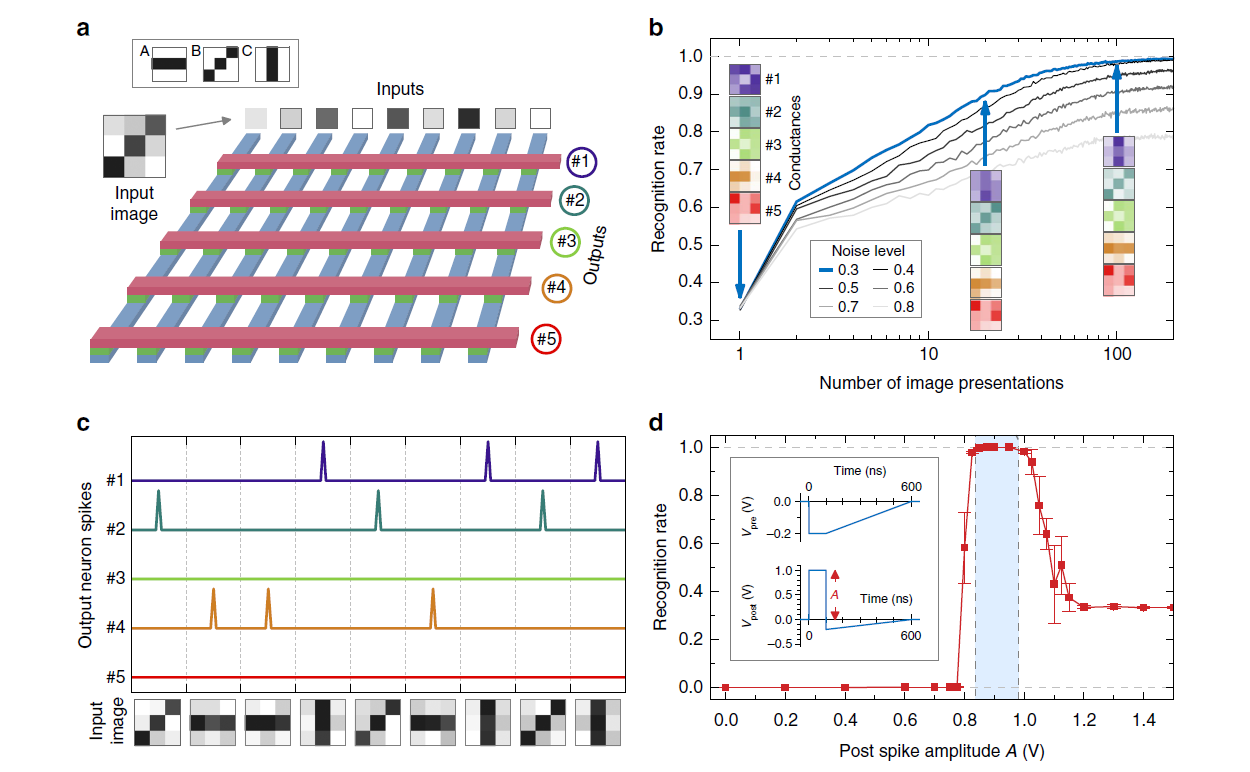 a
A B C
Inputs
Input
image
#1
#2
#3
#4
#5
Outputs
b
Recognition rate
1.0
0.9
0.8
0.7
0.6
0.5
0.4
0.3
#1
#2
#3
#4
#5
Conductances
Noise level
0.3 0.4
0.5 0.6
0.7 0.8
1 10 100
Number of image presentations
c
Output neuron spikes
#1
#2
#3
#4
#5
Input
image
d
Recognition rate
1.0
0.8
0.6
0.4
0.2
0.0
Time (ns)
0 600
0.0
−0.2
Vpre (V)
1.0
0.5
0.0
−0.5
Vpost (V)
A
Time (ns)
0 600
0.0 0.2 0.4 0.6 0.8 1.0 1.2 1.4
Post spike amplitude A (V)